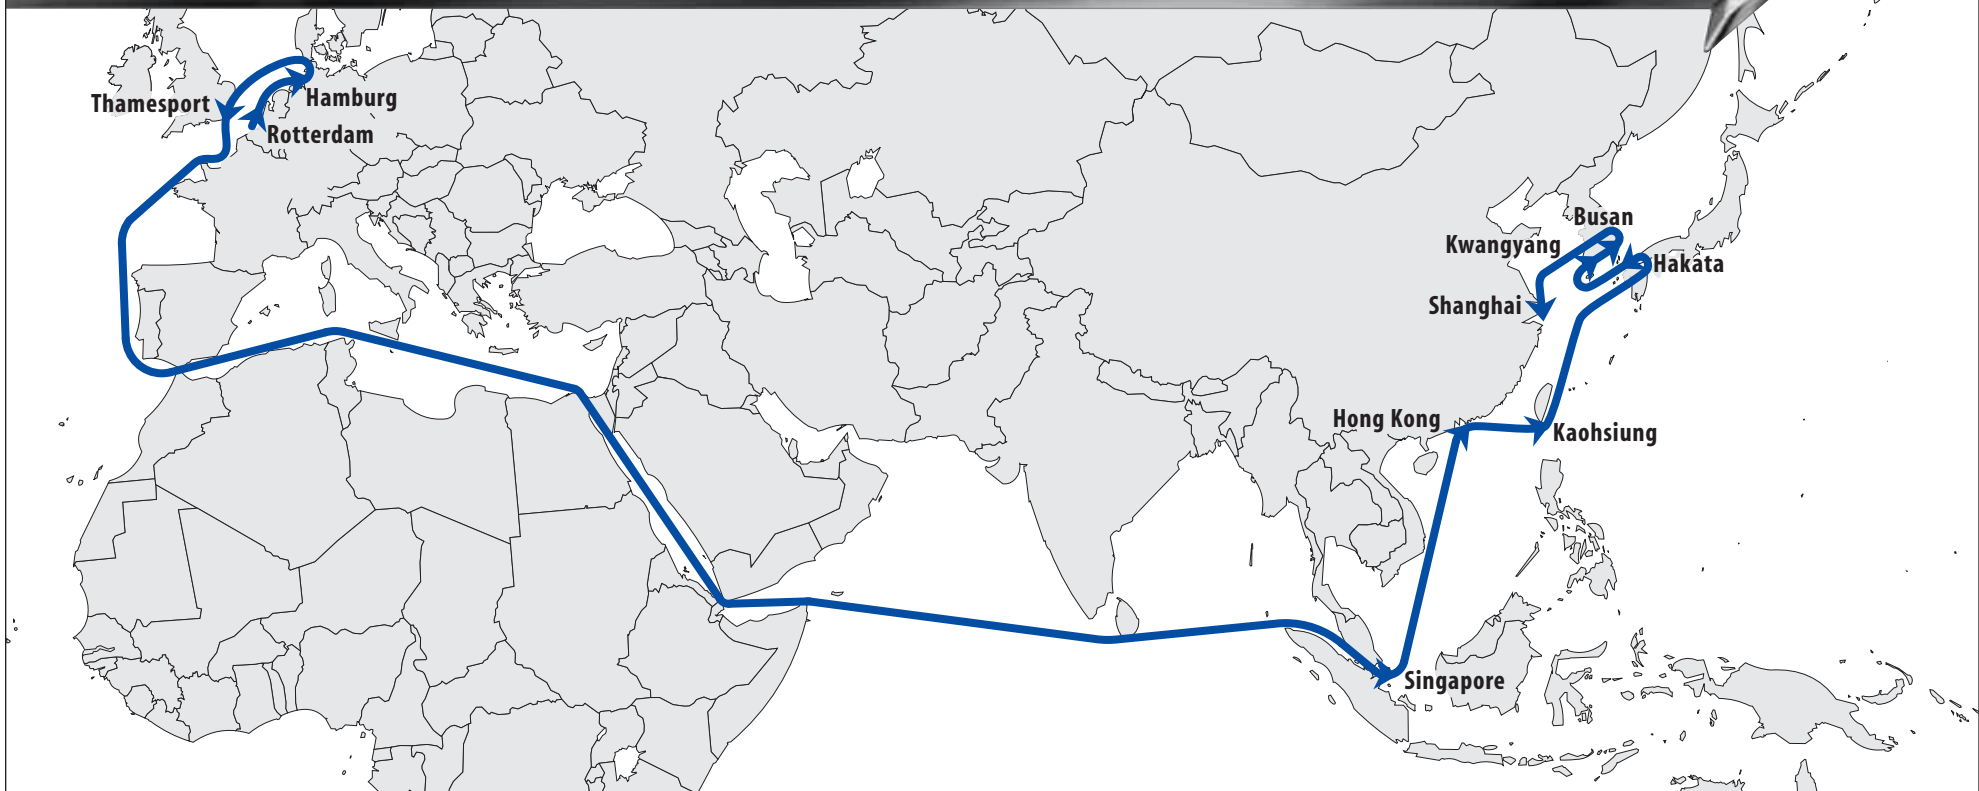 Thamesport
Hamburg
Rotterdam
Busan
Kwangyang
Hakata
Shanghai
Hong Kong
Kaohsiung
Singapore